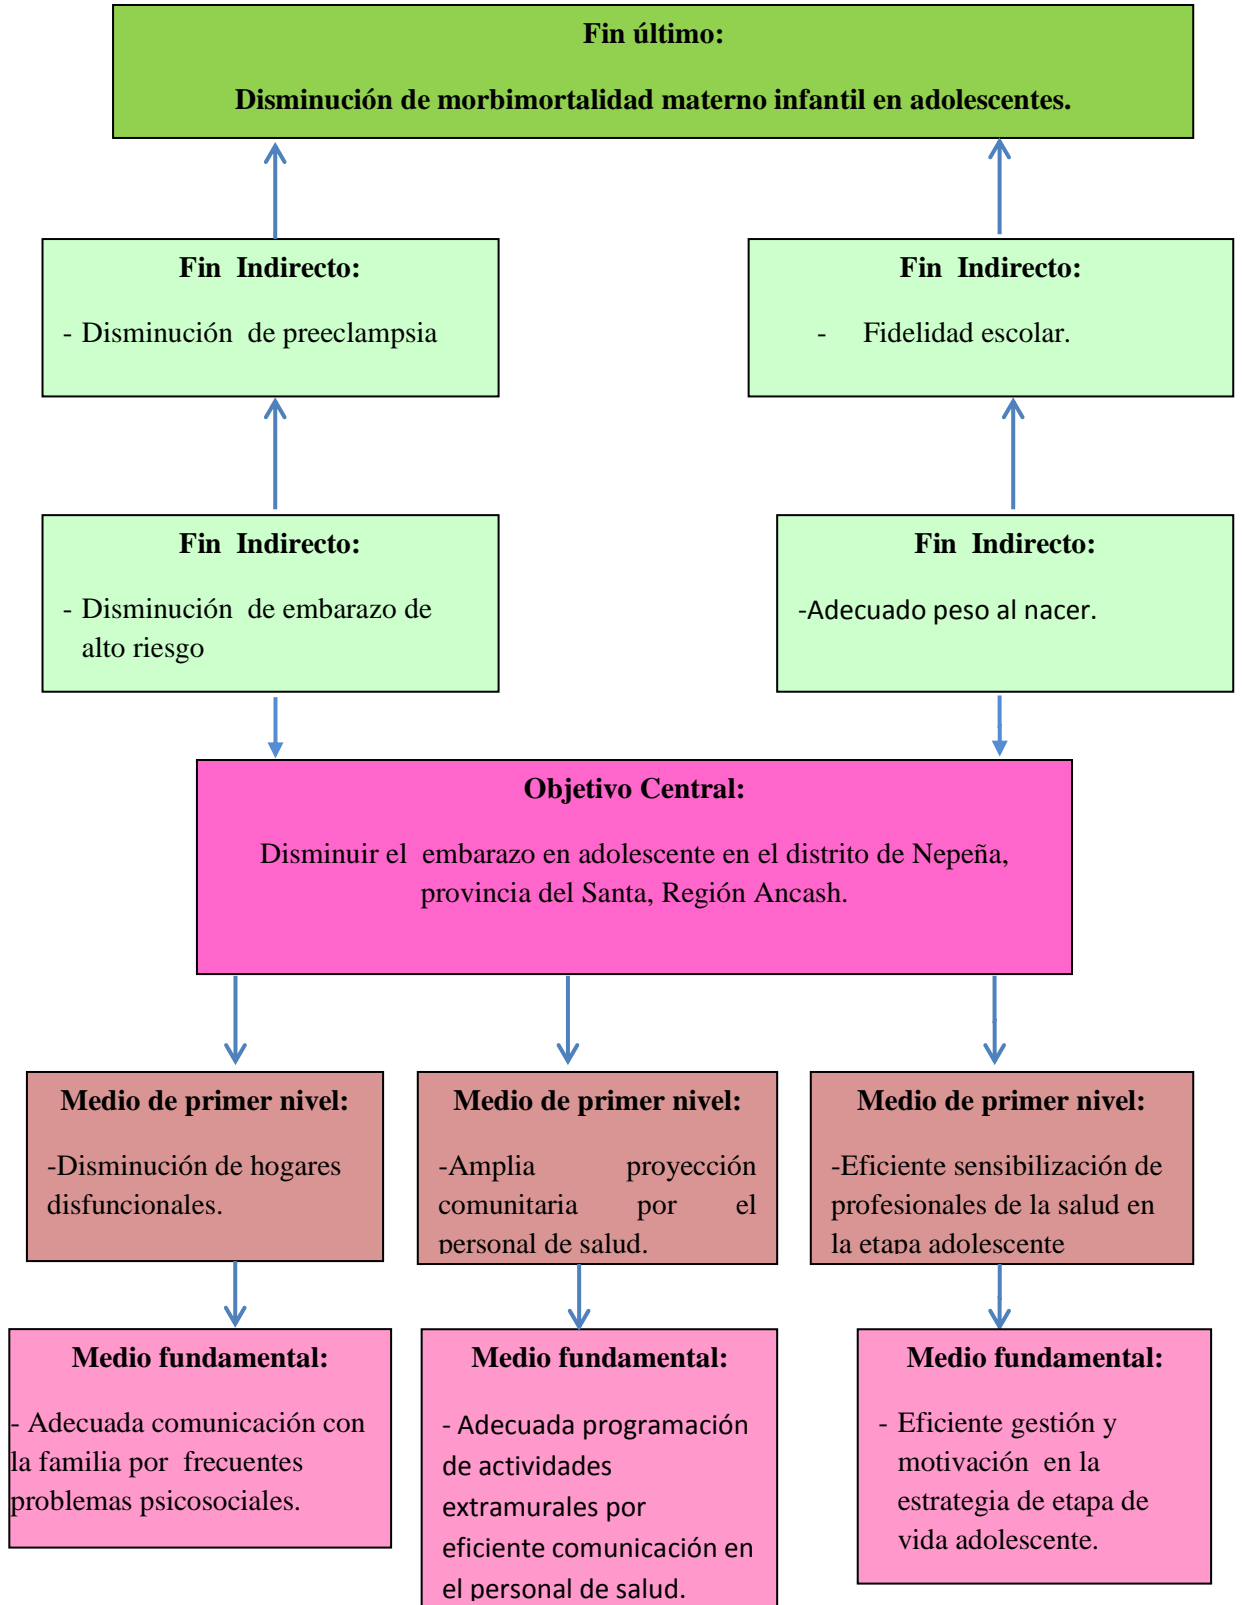 Fin último:
Disminución de morbimortalidad materno infantil en adolescentes.
Fin Indirecto:
- Disminución de preeclampsia
Fin Indirecto:
- Fidelidad escolar.
Fin Indirecto:
- Disminución de embarazo de
alto riesgo
Fin Indirecto:
-Adecuado peso al nacer.
Objetivo Central:
Disminuir el embarazo en adolescente en el distrito de Nepeña,
provincia del Santa, Región Ancash.
Medio de primer nivel:
-Disminución de hogares
disfuncionales.
Medio de primer nivel:
-Amplia proyección
comunitaria por el
personal de salud.
Medio de primer nivel:
-Eficiente sensibilización de
profesionales de la salud en
la etapa adolescente
Medio fundamental:
- Adecuada comunicación con
la familia por frecuentes
problemas psicosociales.
Medio fundamental:
- Adecuada programación
de actividades
extramurales por
eficiente comunicación en
el personal de salud.
Medio fundamental:
- Eficiente gestión y
motivación en la
estrategia de etapa de
vida adolescente.